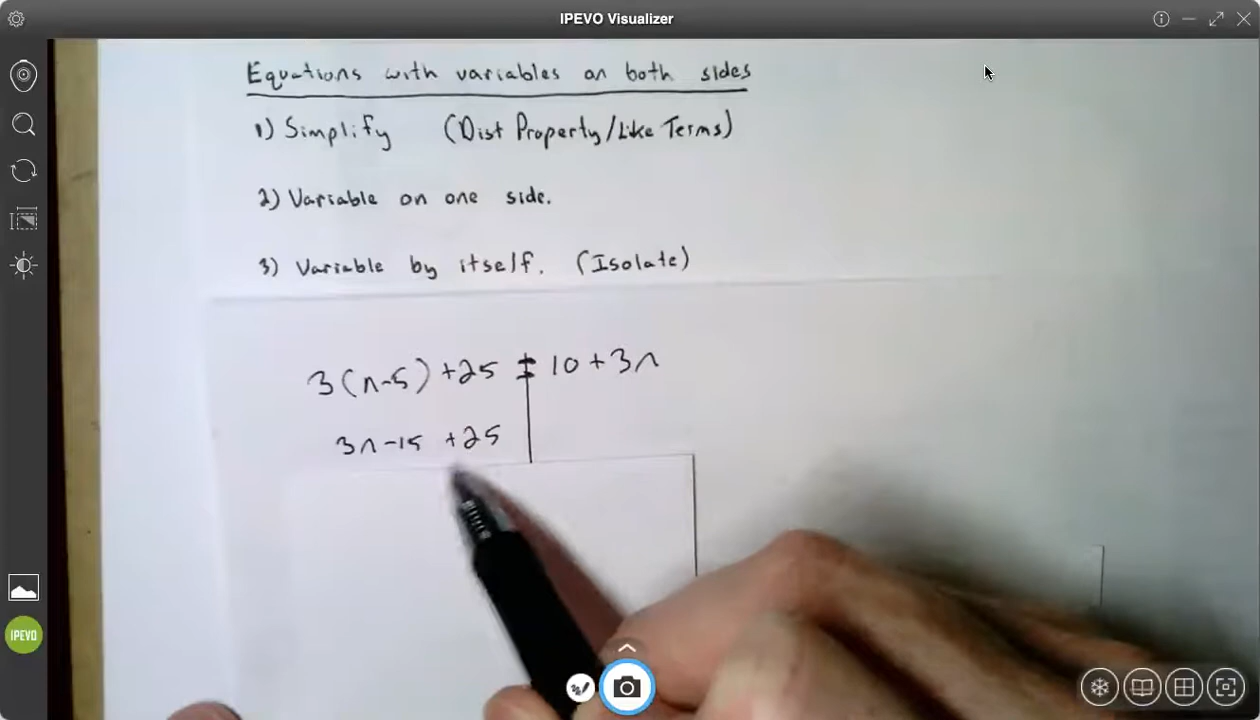 IPEVO Visualizer
Equations with variables on both sides
1) Simplify (Dist Property/Like Terms)
2) Variable on one side.
3) Variable by itself. (Isolate)
3(n-5) +25 = 10 + 3n
3n -15 +25
IPEVO